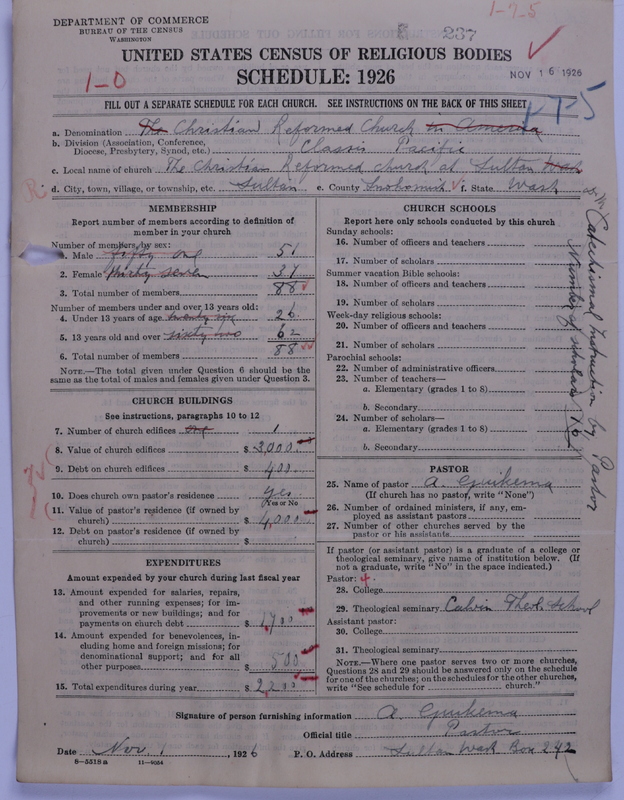 1-7-5
DEPARTMENT OF COMMERCE
BUREAU OF THE CENSUS
WASHINGTON
237
UNITED STATES CENSUS OF RELIGIOUS BODIES
SCHEDULE: 1926
NOV 16 1926
1-0
FILL OUT A SEPARATE SCHEDULE FOR EACH CHURCH. SEE INSTRUCTIONS ON THE BACK OF THIS SHEET
1-7-5
a. Denomination The Christian Reformed Church in America
b. Division (Association, Conference, Diocese, Presbytery, Synod, etc.) Classis Pacific
c. Local name of church The Christian Reformed church at Sultan Wash
d. City, town, village, or township, etc. Sultan e. County Snohomish f. State Wash
MEMBERSHIP
Report number of members according to definition of member in your church
Number of members, by sex:
1. Male fifty one 51
2. Female thirty seven 37
3. Total number of members 88
Number of members under and over 13 years old:
4. Under 13 years of age twenty six 26
5. 13 years old and over sixty two 62
6. Total number of members 88
NOTE.—The total given under Question 6 should be the same as the total of males and females given under Question 3.
CHURCH BUILDINGS
See instructions, paragraphs 10 to 12
7. Number of church edifices one 1
8. Value of church edifices $ 3,000
9. Debt on church edifices $ 400
10. Does church own pastor's residence yes
Yes or No
11. Value of pastor's residence (if owned by church) $ 4,000
12. Debt on pastor's residence (if owned by church) $
EXPENDITURES
Amount expended by your church during last fiscal year
13. Amount expended for salaries, repairs, and other running expenses; for improvements or new buildings; and for payments on church debt $ 1,700
14. Amount expended for benevolences, including home and foreign missions; for denominational support; and for all other purposes $ 500
15. Total expenditures during year $ 2,200
CHURCH SCHOOLS
Report here only schools conducted by this church
Sunday schools:
16. Number of officers and teachers
17. Number of scholars
Summer vacation Bible schools:
18. Number of officers and teachers
19. Number of scholars
Week-day religious schools:
20. Number of officers and teachers
21. Number of scholars
Parochial schools:
22. Number of administrative officers
23. Number of teachers—
a. Elementary (grades 1 to 8)
b. Secondary
24. Number of scholars—
a. Elementary (grades 1 to 8)
b. Secondary
Catechismal Instruction by Pastor
Number of scholars
PASTOR
25. Name of pastor A. Guikema
(If church has no pastor, write "None")
26. Number of ordained ministers, if any, employed as assistant pastors
27. Number of other churches served by the pastor or his assistants
If pastor (or assistant pastor) is a graduate of a college or theological seminary, give name of institution below. (If not a graduate, write "No" in the space indicated.)
Pastor:
28. College
29. Theological seminary Calvin Theol. School
Assistant pastor:
30. College
31. Theological seminary
NOTE.—Where one pastor serves two or more churches, Questions 28 and 29 should be answered only on the schedule for one of the churches; on the schedules for the other churches, write "See schedule for church."
Signature of person furnishing information A. Guikema
Official title Pastor
Date Nov. 1, 1926 P. O. Address Sultan Wash Box 242
8—5518a 11—9054